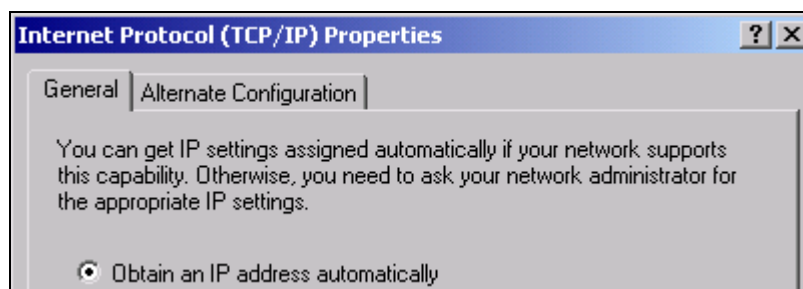 Internet Protocol (TCP/IP) Properties ? X
General Alternate Configuration
You can get IP settings assigned automatically if your network supports
this capability. Otherwise, you need to ask your network administrator for
the appropriate IP settings.
Obtain an IP address automatically